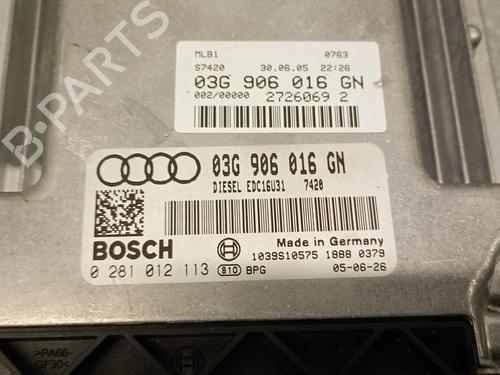 B-PARTS
MLB1 0763
S7420 30.06.05 22:26
03G 906 016 GN
002/00000 2726069 2
03G 906 016 GN
DIESEL EDC16U31 7420
BOSCH
Made in Germany
1039S10575 1888 0379
0 281 012 113 810 BPG 05-06-26
>PA66-
GF30<